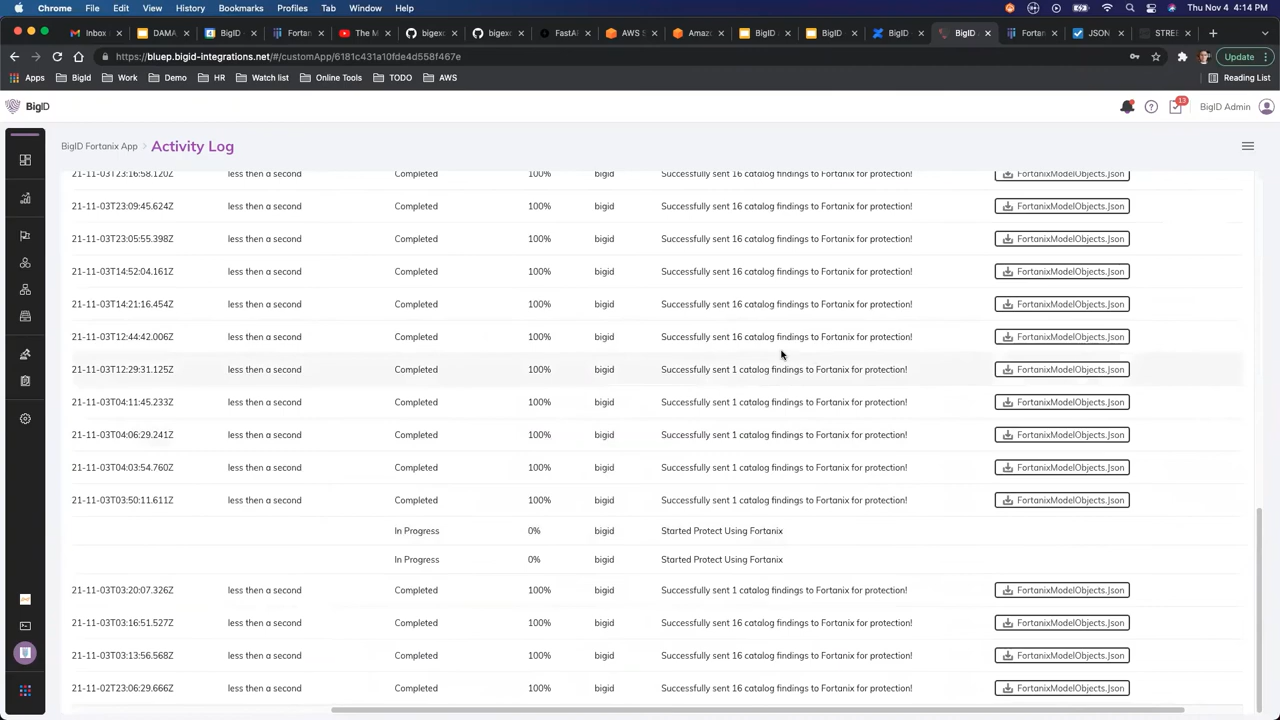 Chrome File Edit View History Bookmarks Profiles Tab Window Help Thu Nov 4 4:14 PM
Inbox DAMA BigID - Fortan The M bigexc bigexc FastA AWS S Amazo BigID BigID BigID BigID Fortan JSON STREE
https://bluep.bigid-integrations.net/#/customApp/6181c431a10fde4d558f467e Update
Apps BigId Work Demo HR Watch list Online Tools TODO AWS Reading List
BigID 13 BigID Admin
BigID Fortanix App > Activity Log
21-11-03T23:16:58.120Z less then a second Completed 100% bigid Successfully sent 16 catalog findings to Fortanix for protection! FortanixModelObjects.Json
21-11-03T23:09:45.624Z less then a second Completed 100% bigid Successfully sent 16 catalog findings to Fortanix for protection! FortanixModelObjects.Json
21-11-03T23:05:55.398Z less then a second Completed 100% bigid Successfully sent 16 catalog findings to Fortanix for protection! FortanixModelObjects.Json
21-11-03T14:52:04.161Z less then a second Completed 100% bigid Successfully sent 16 catalog findings to Fortanix for protection! FortanixModelObjects.Json
21-11-03T14:21:16.454Z less then a second Completed 100% bigid Successfully sent 16 catalog findings to Fortanix for protection! FortanixModelObjects.Json
21-11-03T12:44:42.006Z less then a second Completed 100% bigid Successfully sent 16 catalog findings to Fortanix for protection! FortanixModelObjects.Json
21-11-03T12:29:31.125Z less then a second Completed 100% bigid Successfully sent 1 catalog findings to Fortanix for protection! FortanixModelObjects.Json
21-11-03T04:11:45.233Z less then a second Completed 100% bigid Successfully sent 1 catalog findings to Fortanix for protection! FortanixModelObjects.Json
21-11-03T04:06:29.241Z less then a second Completed 100% bigid Successfully sent 1 catalog findings to Fortanix for protection! FortanixModelObjects.Json
21-11-03T04:03:54.760Z less then a second Completed 100% bigid Successfully sent 1 catalog findings to Fortanix for protection! FortanixModelObjects.Json
21-11-03T03:50:11.611Z less then a second Completed 100% bigid Successfully sent 1 catalog findings to Fortanix for protection! FortanixModelObjects.Json
In Progress 0% bigid Started Protect Using Fortanix
In Progress 0% bigid Started Protect Using Fortanix
21-11-03T03:20:07.326Z less then a second Completed 100% bigid Successfully sent 1 catalog findings to Fortanix for protection! FortanixModelObjects.Json
21-11-03T03:16:51.527Z less then a second Completed 100% bigid Successfully sent 16 catalog findings to Fortanix for protection! FortanixModelObjects.Json
21-11-03T03:13:56.568Z less then a second Completed 100% bigid Successfully sent 16 catalog findings to Fortanix for protection! FortanixModelObjects.Json
21-11-02T23:06:29.666Z less then a second Completed 100% bigid Successfully sent 16 catalog findings to Fortanix for protection! FortanixModelObjects.Json